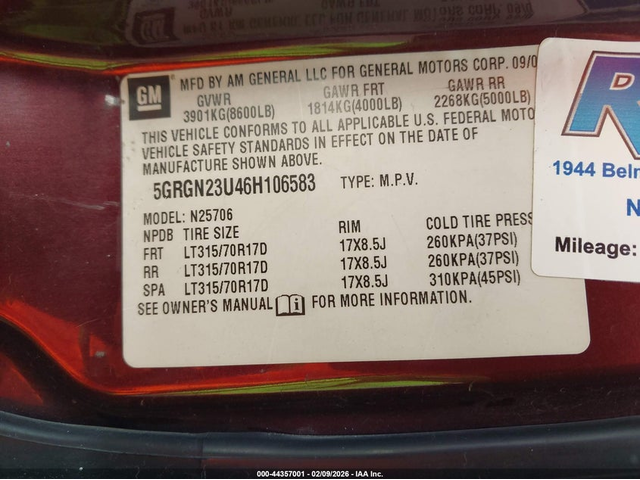 GM
MFD BY AM GENERAL LLC FOR GENERAL MOTORS CORP. 09/0
GVWR GAWR FRT GAWR RR
3901KG(8600LB) 1814KG(4000LB) 2268KG(5000LB)
THIS VEHICLE CONFORMS TO ALL APPLICABLE U.S. FEDERAL MOTO
VEHICLE SAFETY STANDARDS IN EFFECT ON THE DATE OF
MANUFACTURE SHOWN ABOVE.
5GRGN23U46H106583 TYPE: M.P.V.
MODEL: N25706
NPDB TIRE SIZE RIM COLD TIRE PRESS
FRT LT315/70R17D 17X8.5J 260KPA(37PSI)
RR LT315/70R17D 17X8.5J 260KPA(37PSI)
SPA LT315/70R17D 17X8.5J 310KPA(45PSI)
SEE OWNER'S MANUAL FOR MORE INFORMATION.
1944 Beln
N
Mileage:
000-44357001 - 02/09/2026 - IAA Inc.